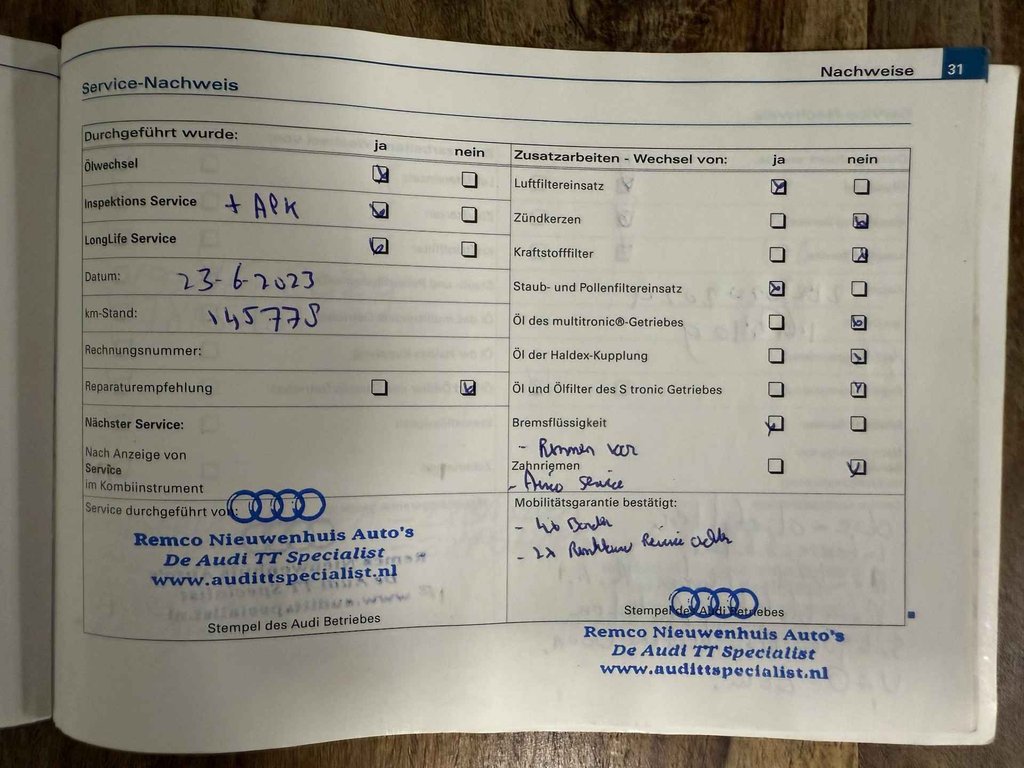 Nachweise 31
Service-Nachweis
Durchgeführt wurde: ja nein
Ölwechsel
Inspektions Service + APK
LongLife Service
Datum: 23-6-2023
km-Stand: 145778
Rechnungsnummer:
Reparaturempfehlung
Nächster Service:
Nach Anzeige von
Service
im Kombiinstrument
Service durchgeführt von:
Remco Nieuwenhuis Auto's
De Audi TT Specialist
www.audittspecialist.nl
Stempel des Audi Betriebes
Zusatzarbeiten - Wechsel von: ja nein
Luftfiltereinsatz
Zündkerzen
Kraftstofffilter
Staub- und Pollenfiltereinsatz
Öl des multitronic®-Getriebes
Öl der Haldex-Kupplung
Öl und Ölfilter des S tronic Getriebes
Bremsflüssigkeit
- Remmen voor
Zahnriemen
- Airco Service
Mobilitätsgarantie bestätigt:
- 4x Banden
- 2x
Stempel des Audi Betriebes
Remco Nieuwenhuis Auto's
De Audi TT Specialist
www.audittspecialist.nl